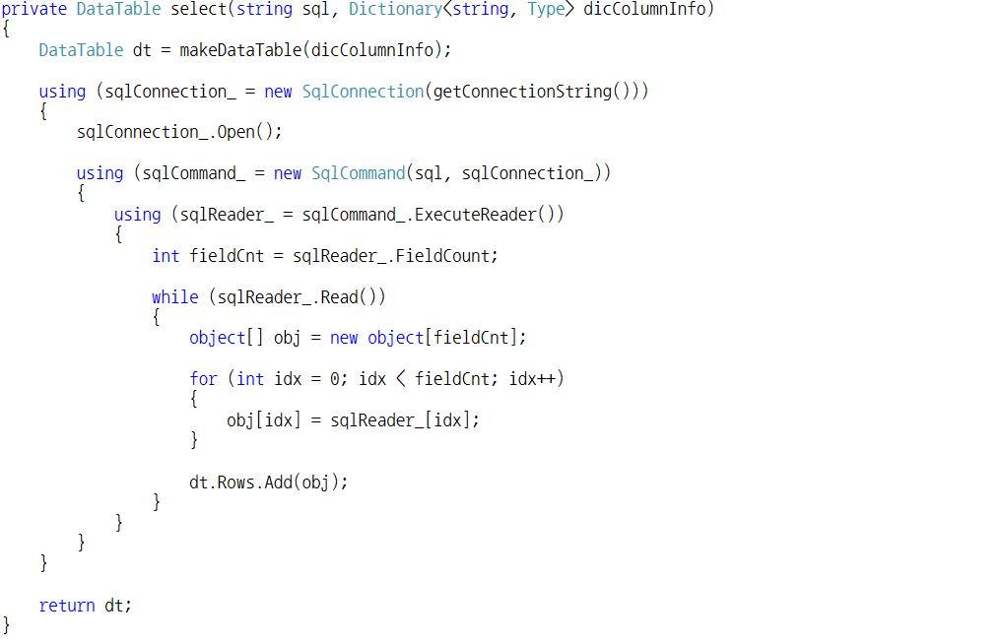 private DataTable select(string sql, Dictionary<string, Type> dicColumnInfo)
{
    DataTable dt = makeDataTable(dicColumnInfo);

    using (sqlConnection_ = new SqlConnection(getConnectionString()))
    {
        sqlConnection_.Open();

        using (sqlCommand_ = new SqlCommand(sql, sqlConnection_))
        {
            using (sqlReader_ = sqlCommand_.ExecuteReader())
            {
                int fieldCnt = sqlReader_.FieldCount;

                while (sqlReader_.Read())
                {
                    object[] obj = new object[fieldCnt];

                    for (int idx = 0; idx < fieldCnt; idx++)
                    {
                        obj[idx] = sqlReader_[idx];
                    }

                    dt.Rows.Add(obj);
                }
            }
        }
    }

    return dt;
}